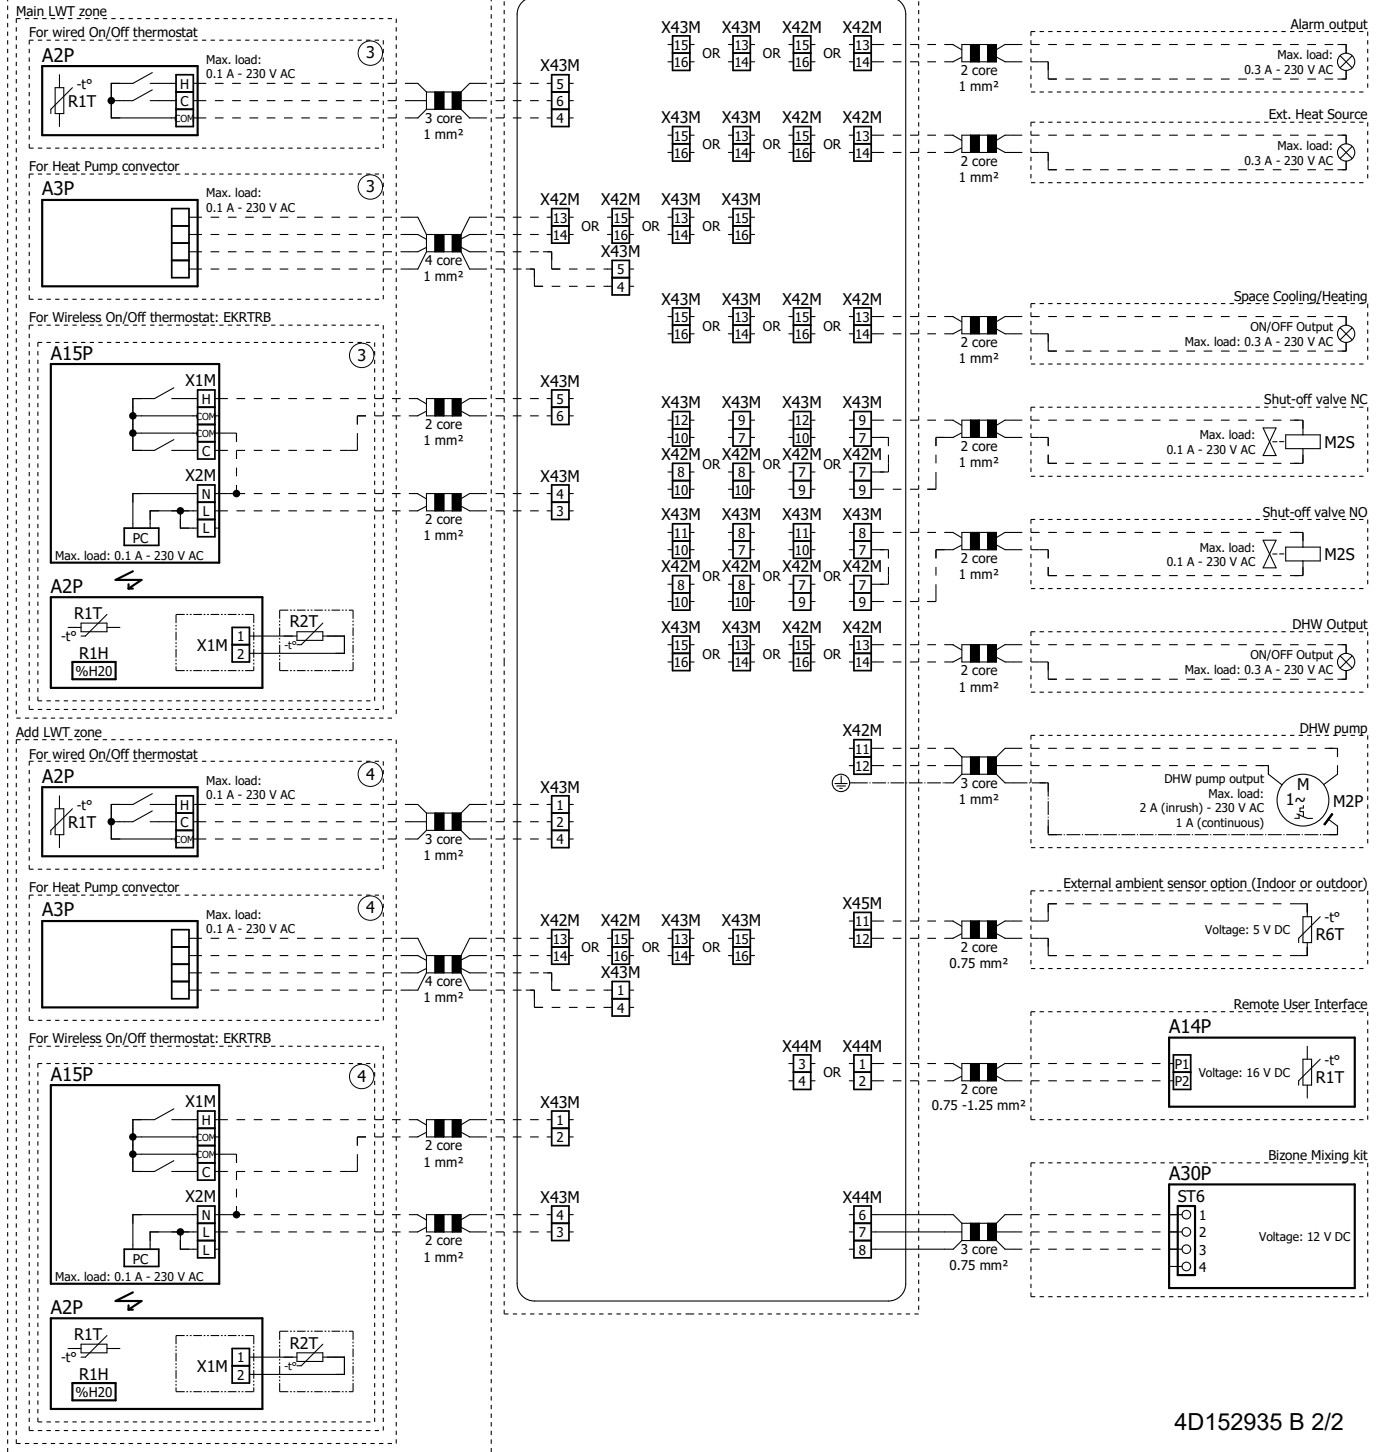 Main LWT zone
For wired On/Off thermostat
A2P
3
Max. load:
0.1 A - 230 V AC
-t°
R1T
H
C
COM
3 core
1 mm²
X43M
5
6
4
For Heat Pump convector
A3P
3
Max. load:
0.1 A - 230 V AC
4 core
1 mm²
X42M X42M X43M X43M
13 OR 15 OR 13 OR 15
14 16 14 16
X43M
5
4
For Wireless On/Off thermostat: EKRTRB
A15P
3
X1M
H
COM
COM
C
2 core
1 mm²
X43M
5
6
X2M
N
L
L
PC
Max. load: 0.1 A - 230 V AC
2 core
1 mm²
X43M
4
3
A2P
R1T
-t°
R1H
%H20
X1M
1
2
R2T
-t°
Add LWT zone
For wired On/Off thermostat
A2P
4
Max. load:
0.1 A - 230 V AC
-t°
R1T
H
C
COM
3 core
1 mm²
X43M
1
2
4
For Heat Pump convector
A3P
4
Max. load:
0.1 A - 230 V AC
4 core
1 mm²
X42M X42M X43M X43M
13 OR 15 OR 13 OR 15
14 16 14 16
X43M
1
4
For Wireless On/Off thermostat: EKRTRB
A15P
4
X1M
H
COM
COM
C
2 core
1 mm²
X43M
1
2
X2M
N
L
L
PC
Max. load: 0.1 A - 230 V AC
2 core
1 mm²
X43M
4
3
A2P
R1T
-t°
R1H
%H20
X1M
1
2
R2T
-t°
X43M X43M X42M X42M
15 OR 13 OR 15 OR 13
16 14 16 14
2 core
1 mm²
Alarm output
Max. load:
0.3 A - 230 V AC
X43M X43M X42M X42M
15 OR 13 OR 15 OR 13
16 14 16 14
2 core
1 mm²
Ext. Heat Source
Max. load:
0.3 A - 230 V AC
X43M X43M X42M X42M
15 OR 13 OR 15 OR 13
16 14 16 14
2 core
1 mm²
Space Cooling/Heating
ON/OFF Output
Max. load: 0.3 A - 230 V AC
X43M X43M X43M X43M
12 9 12 9
10 7 10 7
X42M OR X42M OR X42M OR X42M
8 8 7 7
10 10 9 9
2 core
1 mm²
Shut-off valve NC
Max. load:
0.1 A - 230 V AC
M2S
X43M X43M X43M X43M
11 8 11 8
10 7 10 7
X42M OR X42M OR X42M OR X42M
8 8 7 7
10 10 9 9
2 core
1 mm²
Shut-off valve NO
Max. load:
0.1 A - 230 V AC
M2S
X43M X43M X42M X42M
15 OR 13 OR 15 OR 13
16 14 16 14
2 core
1 mm²
DHW Output
ON/OFF Output
Max. load: 0.3 A - 230 V AC
X42M
11
12
3 core
1 mm²
DHW pump
DHW pump output
Max. load:
2 A (inrush) - 230 V AC
1 A (continuous)
M
1~
M2P
X45M
11
12
2 core
0.75 mm²
External ambient sensor option (Indoor or outdoor)
Voltage: 5 V DC
-t°
R6T
X44M X44M
3 OR 1
4 2
2 core
0.75 -1.25 mm²
Remote User Interface
A14P
P1
P2
Voltage: 16 V DC
-t°
R1T
X44M
6
7
8
3 core
0.75 mm²
Bizone Mixing kit
A30P
ST6
1
2
3
4
Voltage: 12 V DC
4D152935 B 2/2